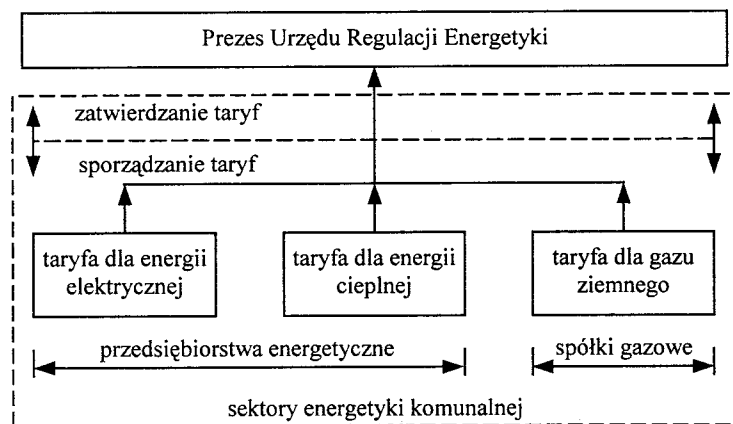 Prezes Urzędu Regulacji Energetyki
zatwierdzanie taryf
sporządzanie taryf
taryfa dla energii
elektrycznej
taryfa dla energii
cieplnej
taryfa dla gazu
ziemnego
przedsiębiorstwa energetyczne
spółki gazowe
sektory energetyki komunalnej